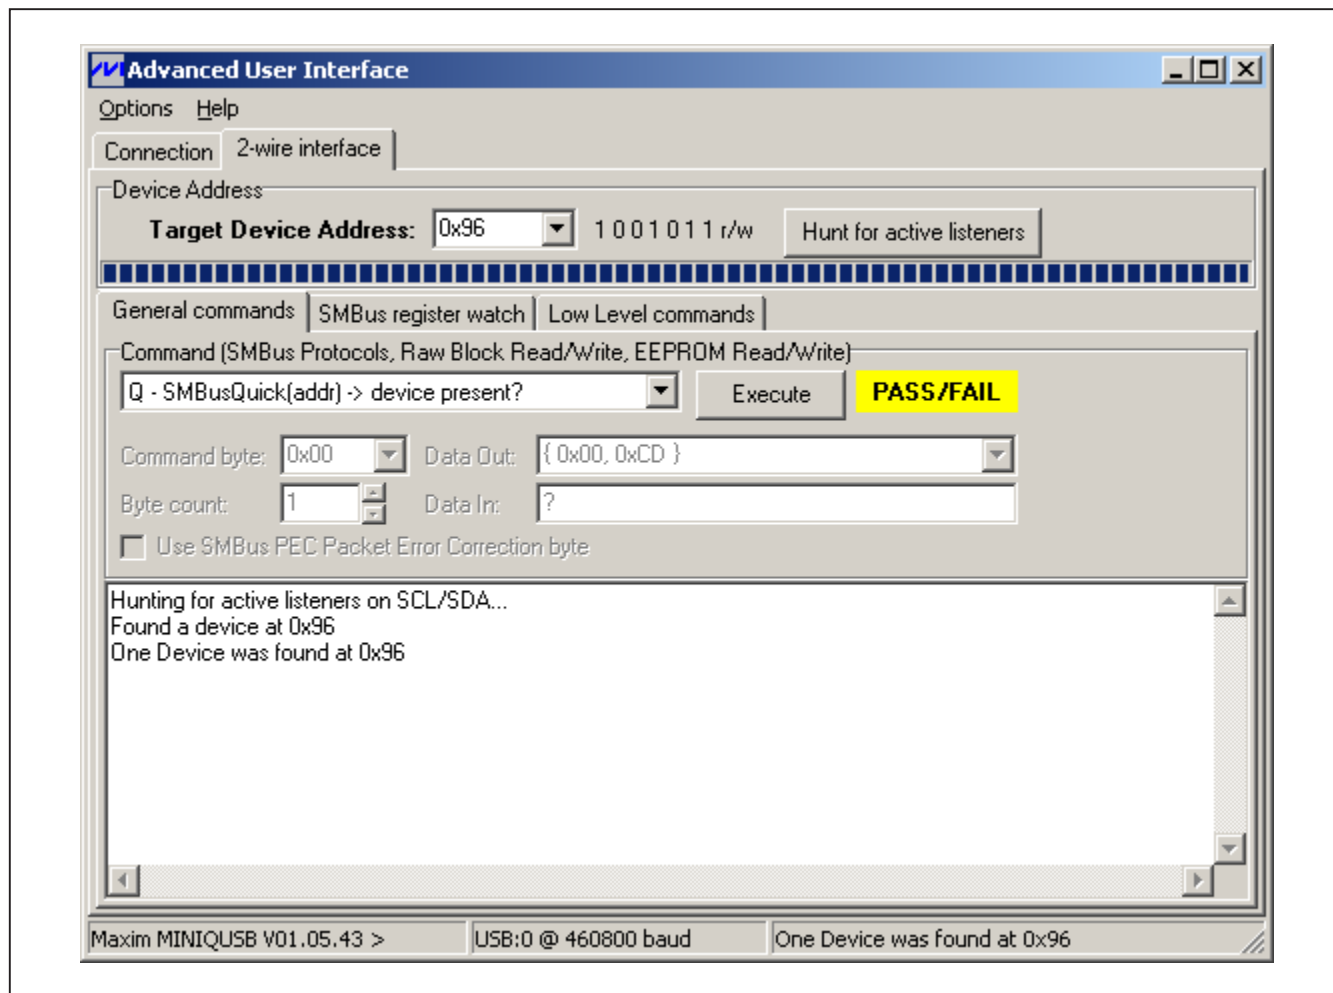 Advanced User Interface
Options Help
Connection 2-wire interface
Device Address
Target Device Address: 0x96 1 0 0 1 0 1 1 r/w Hunt for active listeners
General commands SMBus register watch Low Level commands
Command (SMBus Protocols, Raw Block Read/Write, EEPROM Read/Write)
Q - SMBusQuick(addr) -> device present? Execute PASS/FAIL
Command byte: 0x00 Data Out: { 0x00, 0xCD }
Byte count: 1 Data In: ?
Use SMBus PEC Packet Error Correction byte
Hunting for active listeners on SCL/SDA...
Found a device at 0x96
One Device was found at 0x96
Maxim MINIQUSB V01.05.43 > USB:0 @ 460800 baud One Device was found at 0x96